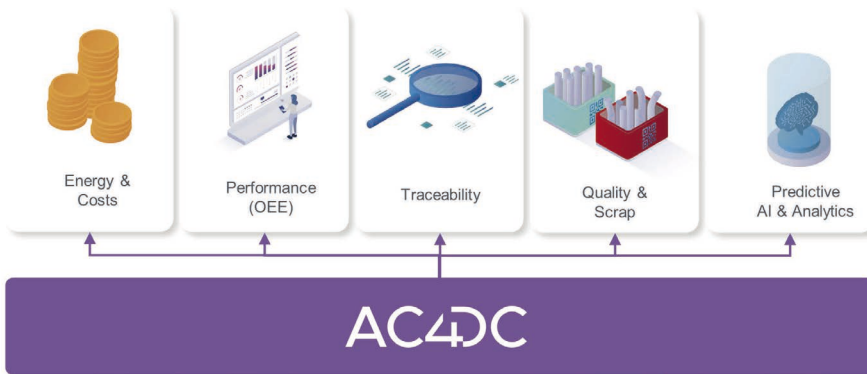 Energy &
Costs
Performance
(OEE)
Traceability
Quality &
Scrap
Predictive
AI & Analytics
AC4DC